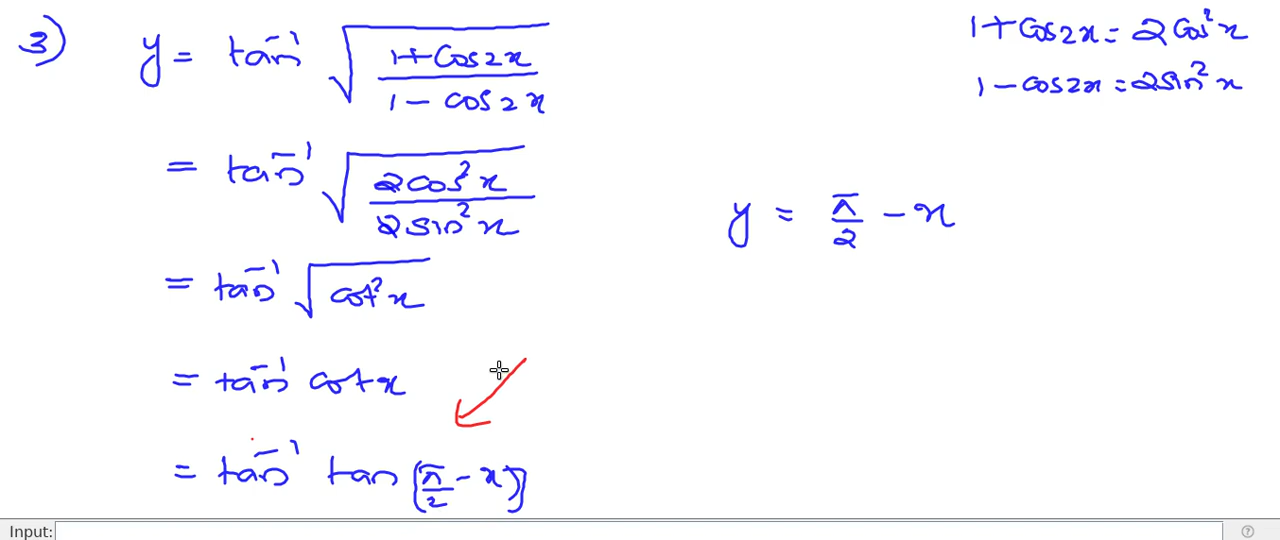 3) y = tan⁻¹ √((1+cos2x)/(1-cos2x))
= tan⁻¹ √((2cos²x)/(2sin²x))
= tan⁻¹ √(cot²x)
= tan⁻¹ cotx
= tan⁻¹ tan(π/2 - x)
1+cos2x = 2cos²x
1-cos2x = 2sin²x
y = π/2 - x
Input: